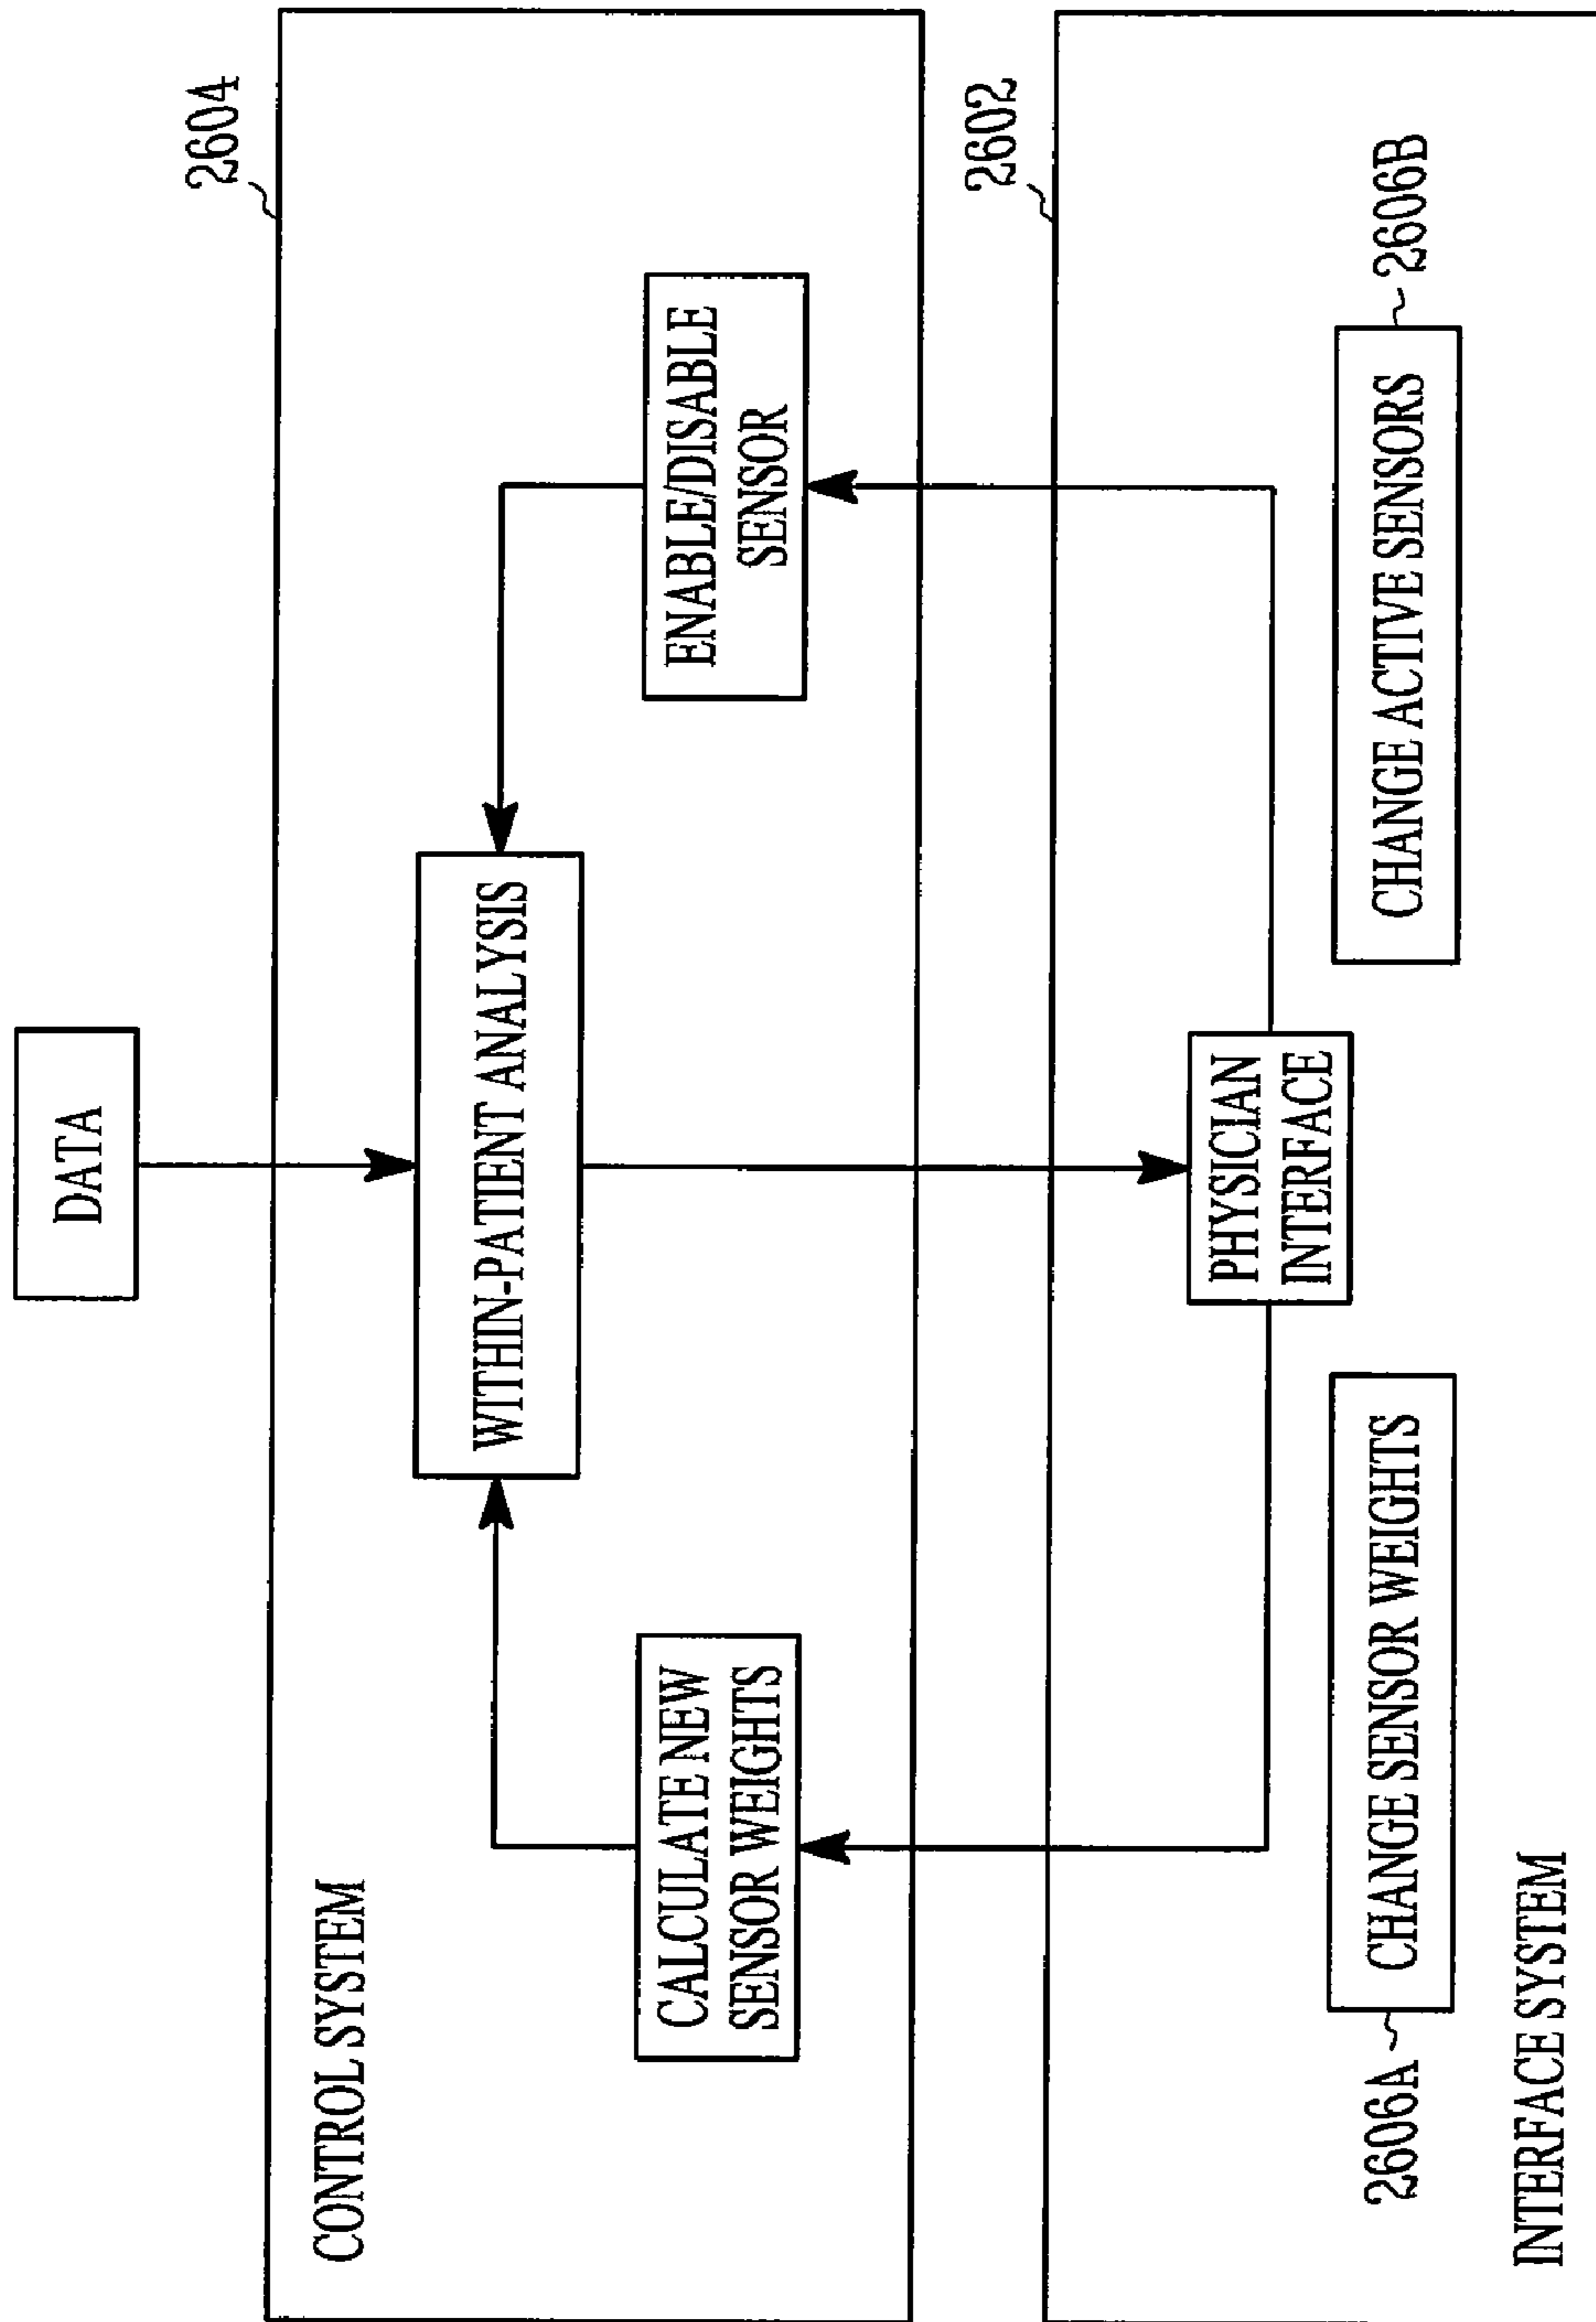 DATA
2604
CONTROL SYSTEM
WITHIN-PATIENT ANALYSIS
CALCULATE NEW
SENSOR WEIGHTS
ENABLE/DISABLE
SENSOR
2602
PHYSICIAN
INTERFACE
2606A
CHANGE SENSOR WEIGHTS
CHANGE ACTIVE SENSORS
2606B
INTERFACE SYSTEM